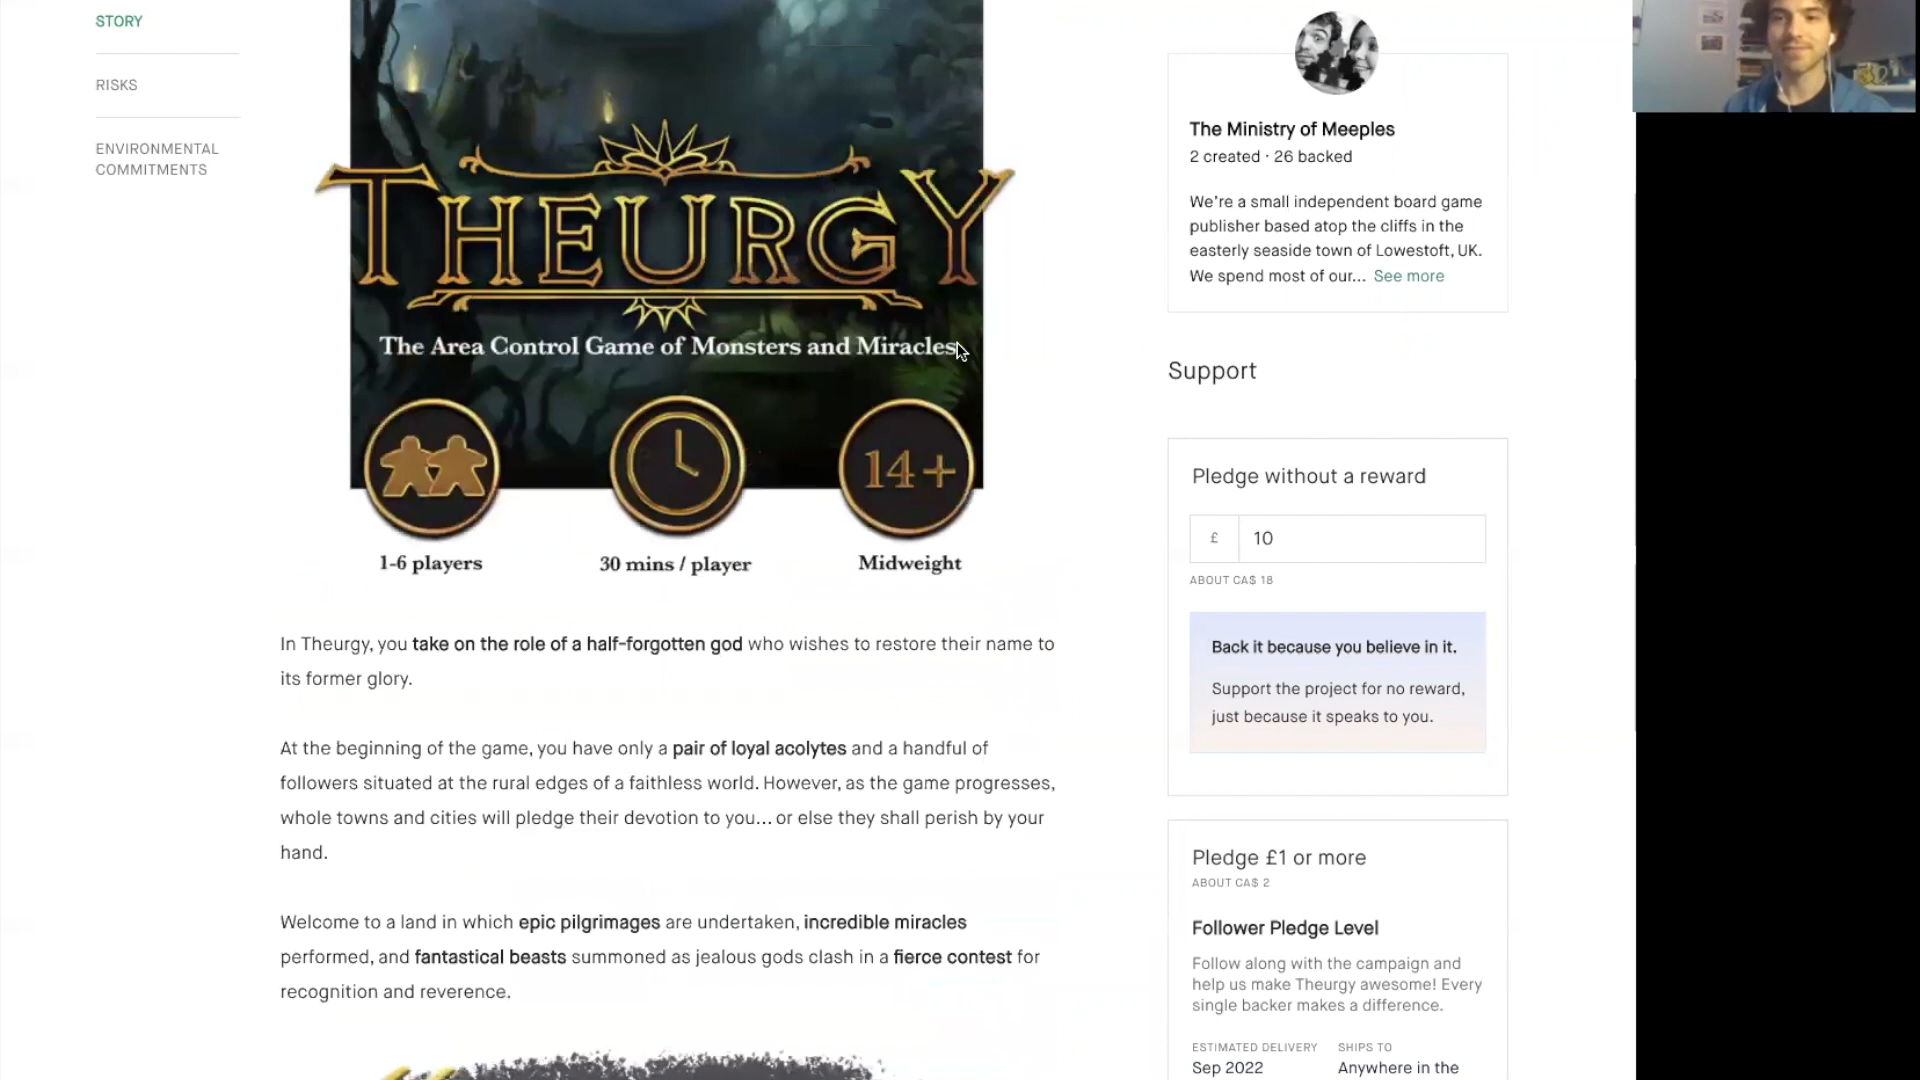 STORY
RISKS
ENVIRONMENTAL
COMMITMENTS
THEURGY
The Area Control Game of Monsters and Miracles
14+
1-6 players
30 mins / player
Midweight
In Theurgy, you take on the role of a half-forgotten god who wishes to restore their name to
its former glory.
At the beginning of the game, you have only a pair of loyal acolytes and a handful of
followers situated at the rural edges of a faithless world. However, as the game progresses,
whole towns and cities will pledge their devotion to you... or else they shall perish by your
hand.
Welcome to a land in which epic pilgrimages are undertaken, incredible miracles
performed, and fantastical beasts summoned as jealous gods clash in a fierce contest for
recognition and reverence.
The Ministry of Meeples
2 created · 26 backed
We're a small independent board game
publisher based atop the cliffs in the
easterly seaside town of Lowestoft, UK.
We spend most of our... See more
Support
Pledge without a reward
£ 10
ABOUT CA$ 18
Back it because you believe in it.
Support the project for no reward,
just because it speaks to you.
Pledge £1 or more
ABOUT CA$ 2
Follower Pledge Level
Follow along with the campaign and
help us make Theurgy awesome! Every
single backer makes a difference.
ESTIMATED DELIVERY
Sep 2022
SHIPS TO
Anywhere in the